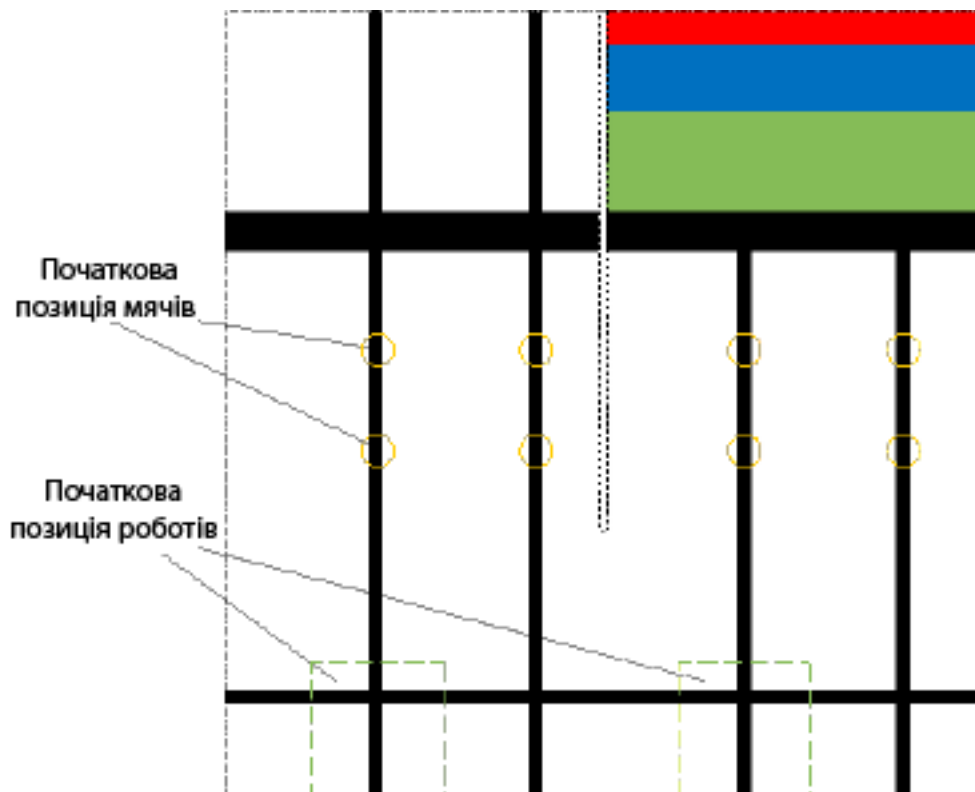 Початкова
позиція мячів
Початкова
позиція роботів